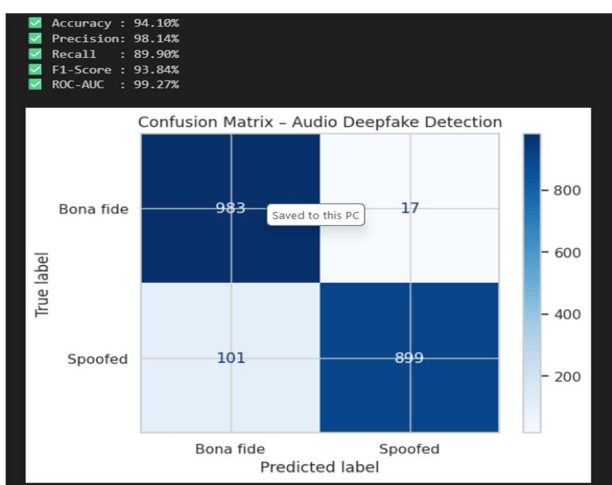 ✅ Accuracy : 94.10%
✅ Precision: 98.14%
✅ Recall   : 89.90%
✅ F1-Score : 93.84%
✅ ROC-AUC  : 99.27%
Confusion Matrix – Audio Deepfake Detection
Bona fide
983
Saved to this PC
17
Spoofed
101
899
True label
Bona fide
Spoofed
Predicted label
800
600
400
200